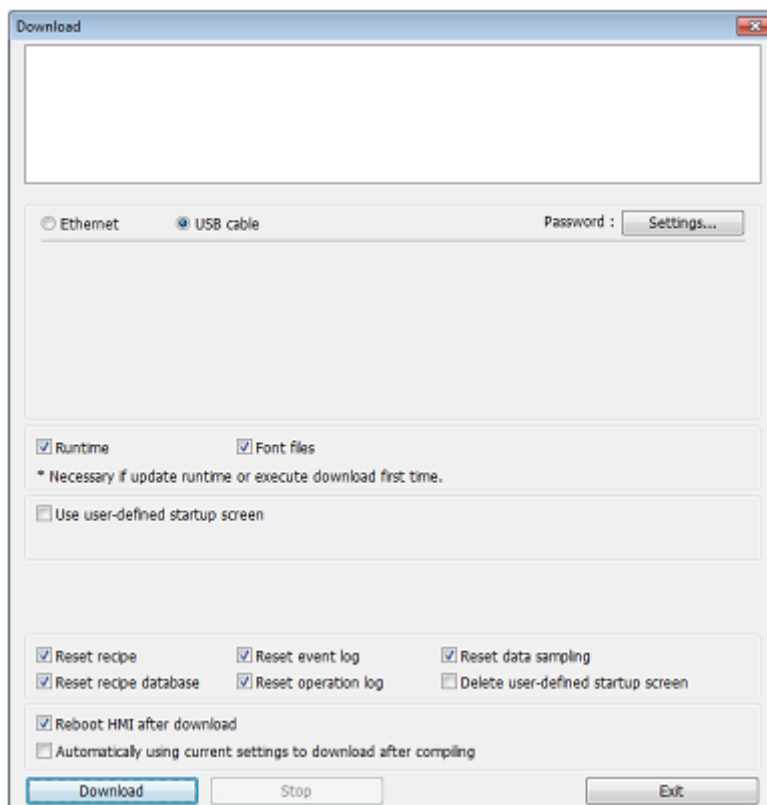 Download
Ethernet USB cable Password : Settings...
Runtime Font files
* Necessary if update runtime or execute download first time.
Use user-defined startup screen
Reset recipe Reset event log Reset data sampling
Reset recipe database Reset operation log Delete user-defined startup screen
Reboot HMI after download
Automatically using current settings to download after compiling
Download Stop Exit